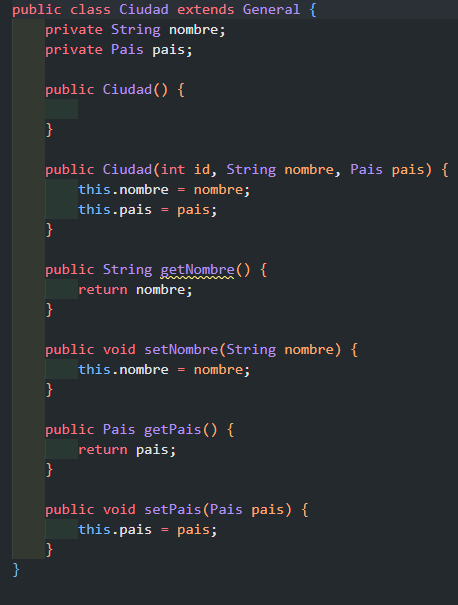 public class Ciudad extends General {
    private String nombre;
    private Pais pais;

    public Ciudad() {

    }

    public Ciudad(int id, String nombre, Pais pais) {
        this.nombre = nombre;
        this.pais = pais;
    }

    public String getNombre() {
        return nombre;
    }

    public void setNombre(String nombre) {
        this.nombre = nombre;
    }

    public Pais getPais() {
        return pais;
    }

    public void setPais(Pais pais) {
        this.pais = pais;
    }
}